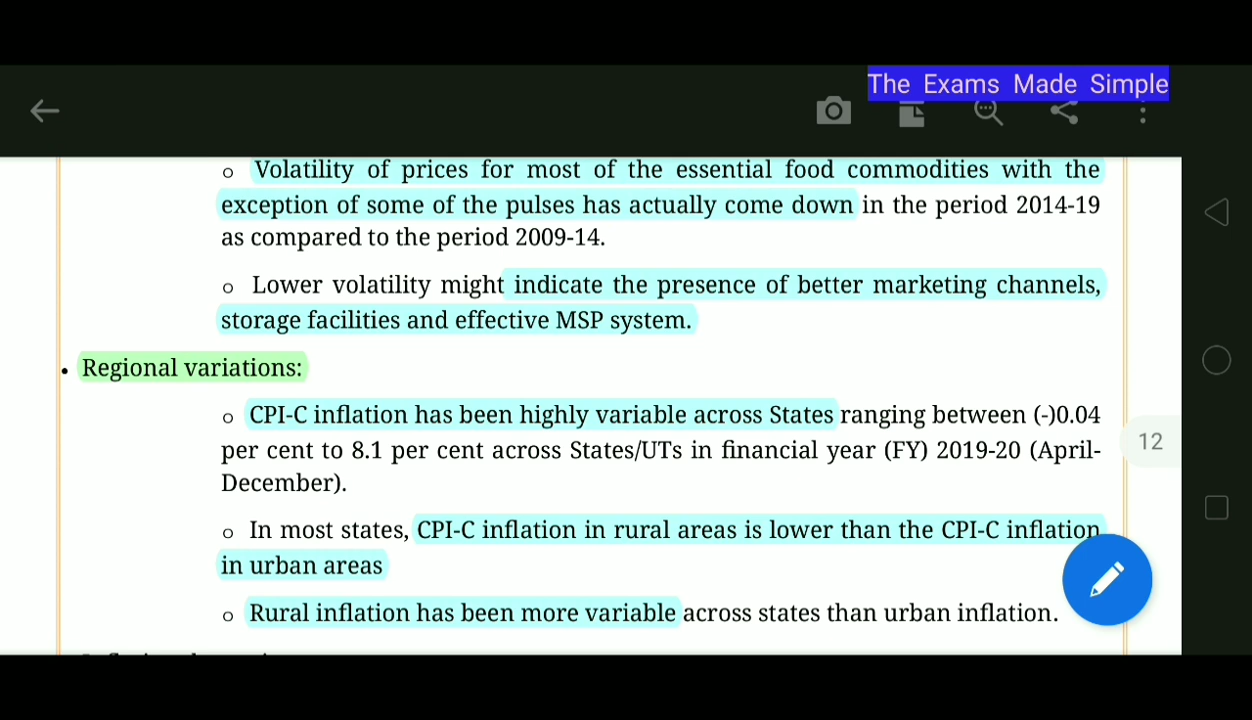 The Exams Made Simple
o Volatility of prices for most of the essential food commodities with the
exception of some of the pulses has actually come down in the period 2014-19
as compared to the period 2009-14.
o Lower volatility might indicate the presence of better marketing channels,
storage facilities and effective MSP system.
• Regional variations:
o CPI-C inflation has been highly variable across States ranging between (-)0.04
per cent to 8.1 per cent across States/UTs in financial year (FY) 2019-20 (April-
December).
12
o In most states, CPI-C inflation in rural areas is lower than the CPI-C inflation
in urban areas
o Rural inflation has been more variable across states than urban inflation.